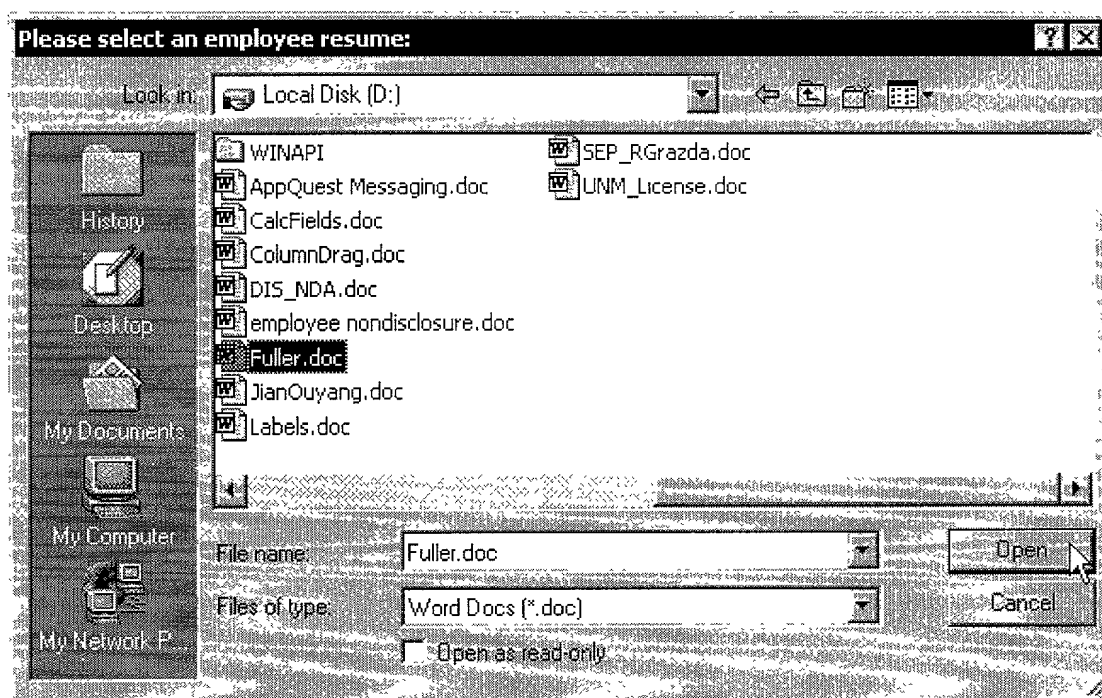 Please select an employee resume:
Look in: Local Disk (D:)
History
Desktop
My Documents
My Computer
My Network P...
WINAPI
AppQuest Messaging.doc
CalcFields.doc
ColumnDrag.doc
DIS_NDA.doc
employee nondisclosure.doc
Fuller.doc
JianOuyang.doc
Labels.doc
SEP_RGrazda.doc
UNM_License.doc
File name: Fuller.doc Open
Files of type: Word Docs (*.doc) Cancel
Open as read-only